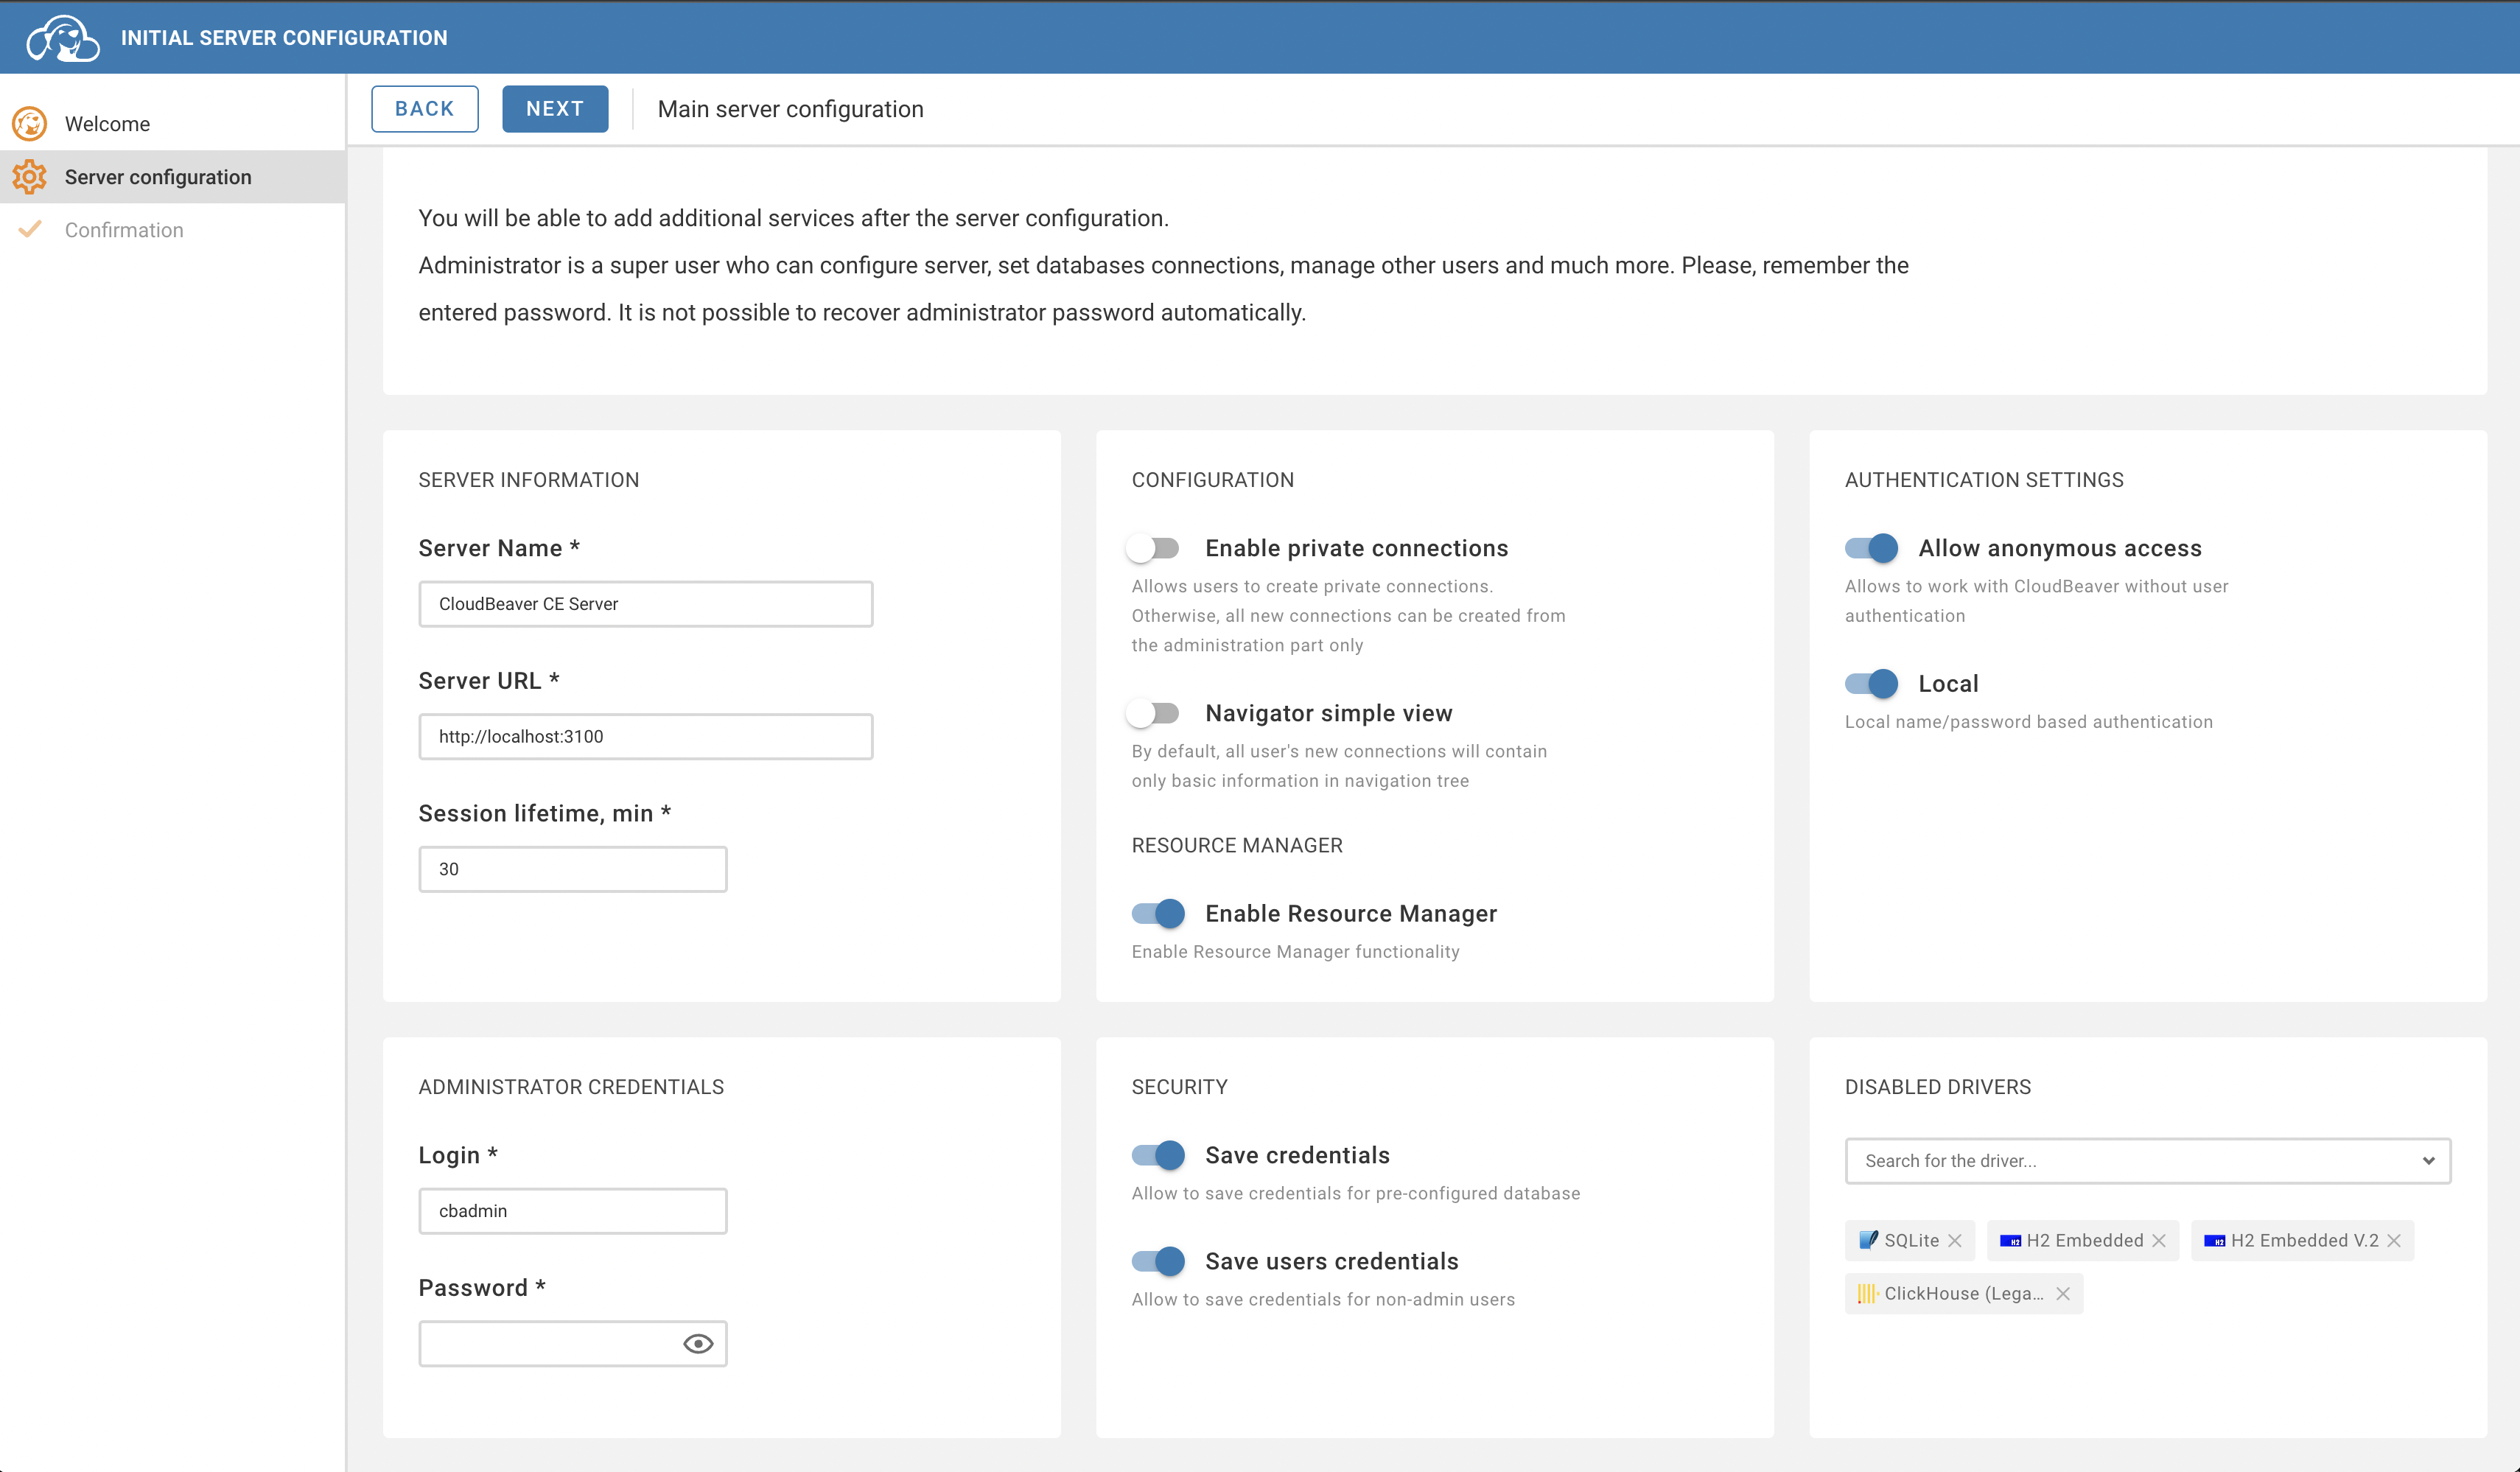 INITIAL SERVER CONFIGURATION
Welcome
Server configuration
Confirmation
BACK
NEXT
Main server configuration
You will be able to add additional services after the server configuration.
Administrator is a super user who can configure server, set databases connections, manage other users and much more. Please, remember the
entered password. It is not possible to recover administrator password automatically.
SERVER INFORMATION
Server Name *
CloudBeaver CE Server
Server URL *
http://localhost:3100
Session lifetime, min *
30
CONFIGURATION
Enable private connections
Allows users to create private connections.
Otherwise, all new connections can be created from
the administration part only
Navigator simple view
By default, all user's new connections will contain
only basic information in navigation tree
RESOURCE MANAGER
Enable Resource Manager
Enable Resource Manager functionality
AUTHENTICATION SETTINGS
Allow anonymous access
Allows to work with CloudBeaver without user
authentication
Local
Local name/password based authentication
ADMINISTRATOR CREDENTIALS
Login *
cbadmin
Password *
SECURITY
Save credentials
Allow to save credentials for pre-configured database
Save users credentials
Allow to save credentials for non-admin users
DISABLED DRIVERS
Search for the driver...
SQLite
H2 H2 Embedded
H2 H2 Embedded V.2
ClickHouse (Lega...